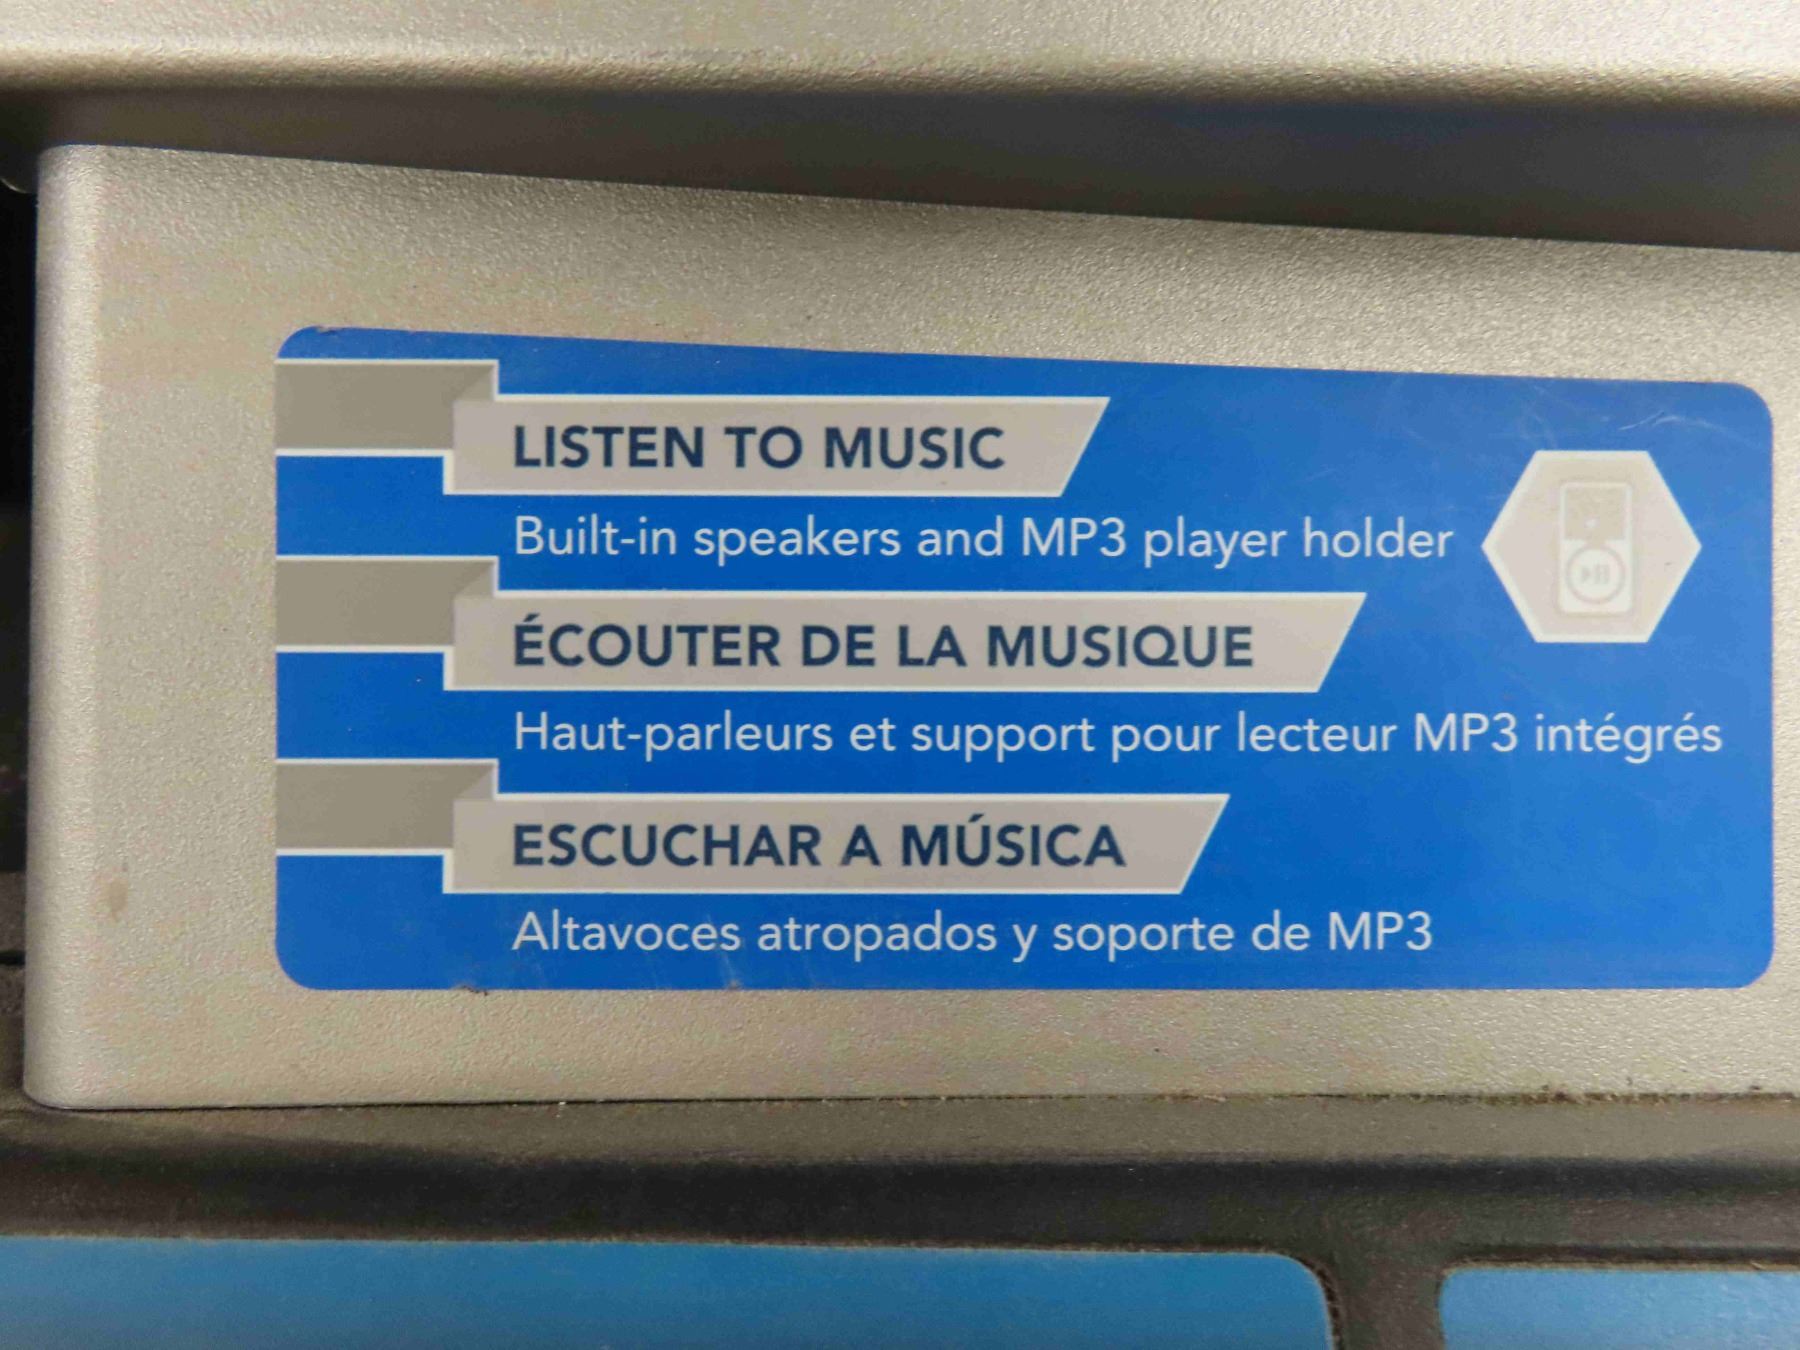 LISTEN TO MUSIC
Built-in speakers and MP3 player holder
ÉCOUTER DE LA MUSIQUE
Haut-parleurs et support pour lecteur MP3 intégrés
ESCUCHAR A MÚSICA
Altavoces atropados y soporte de MP3